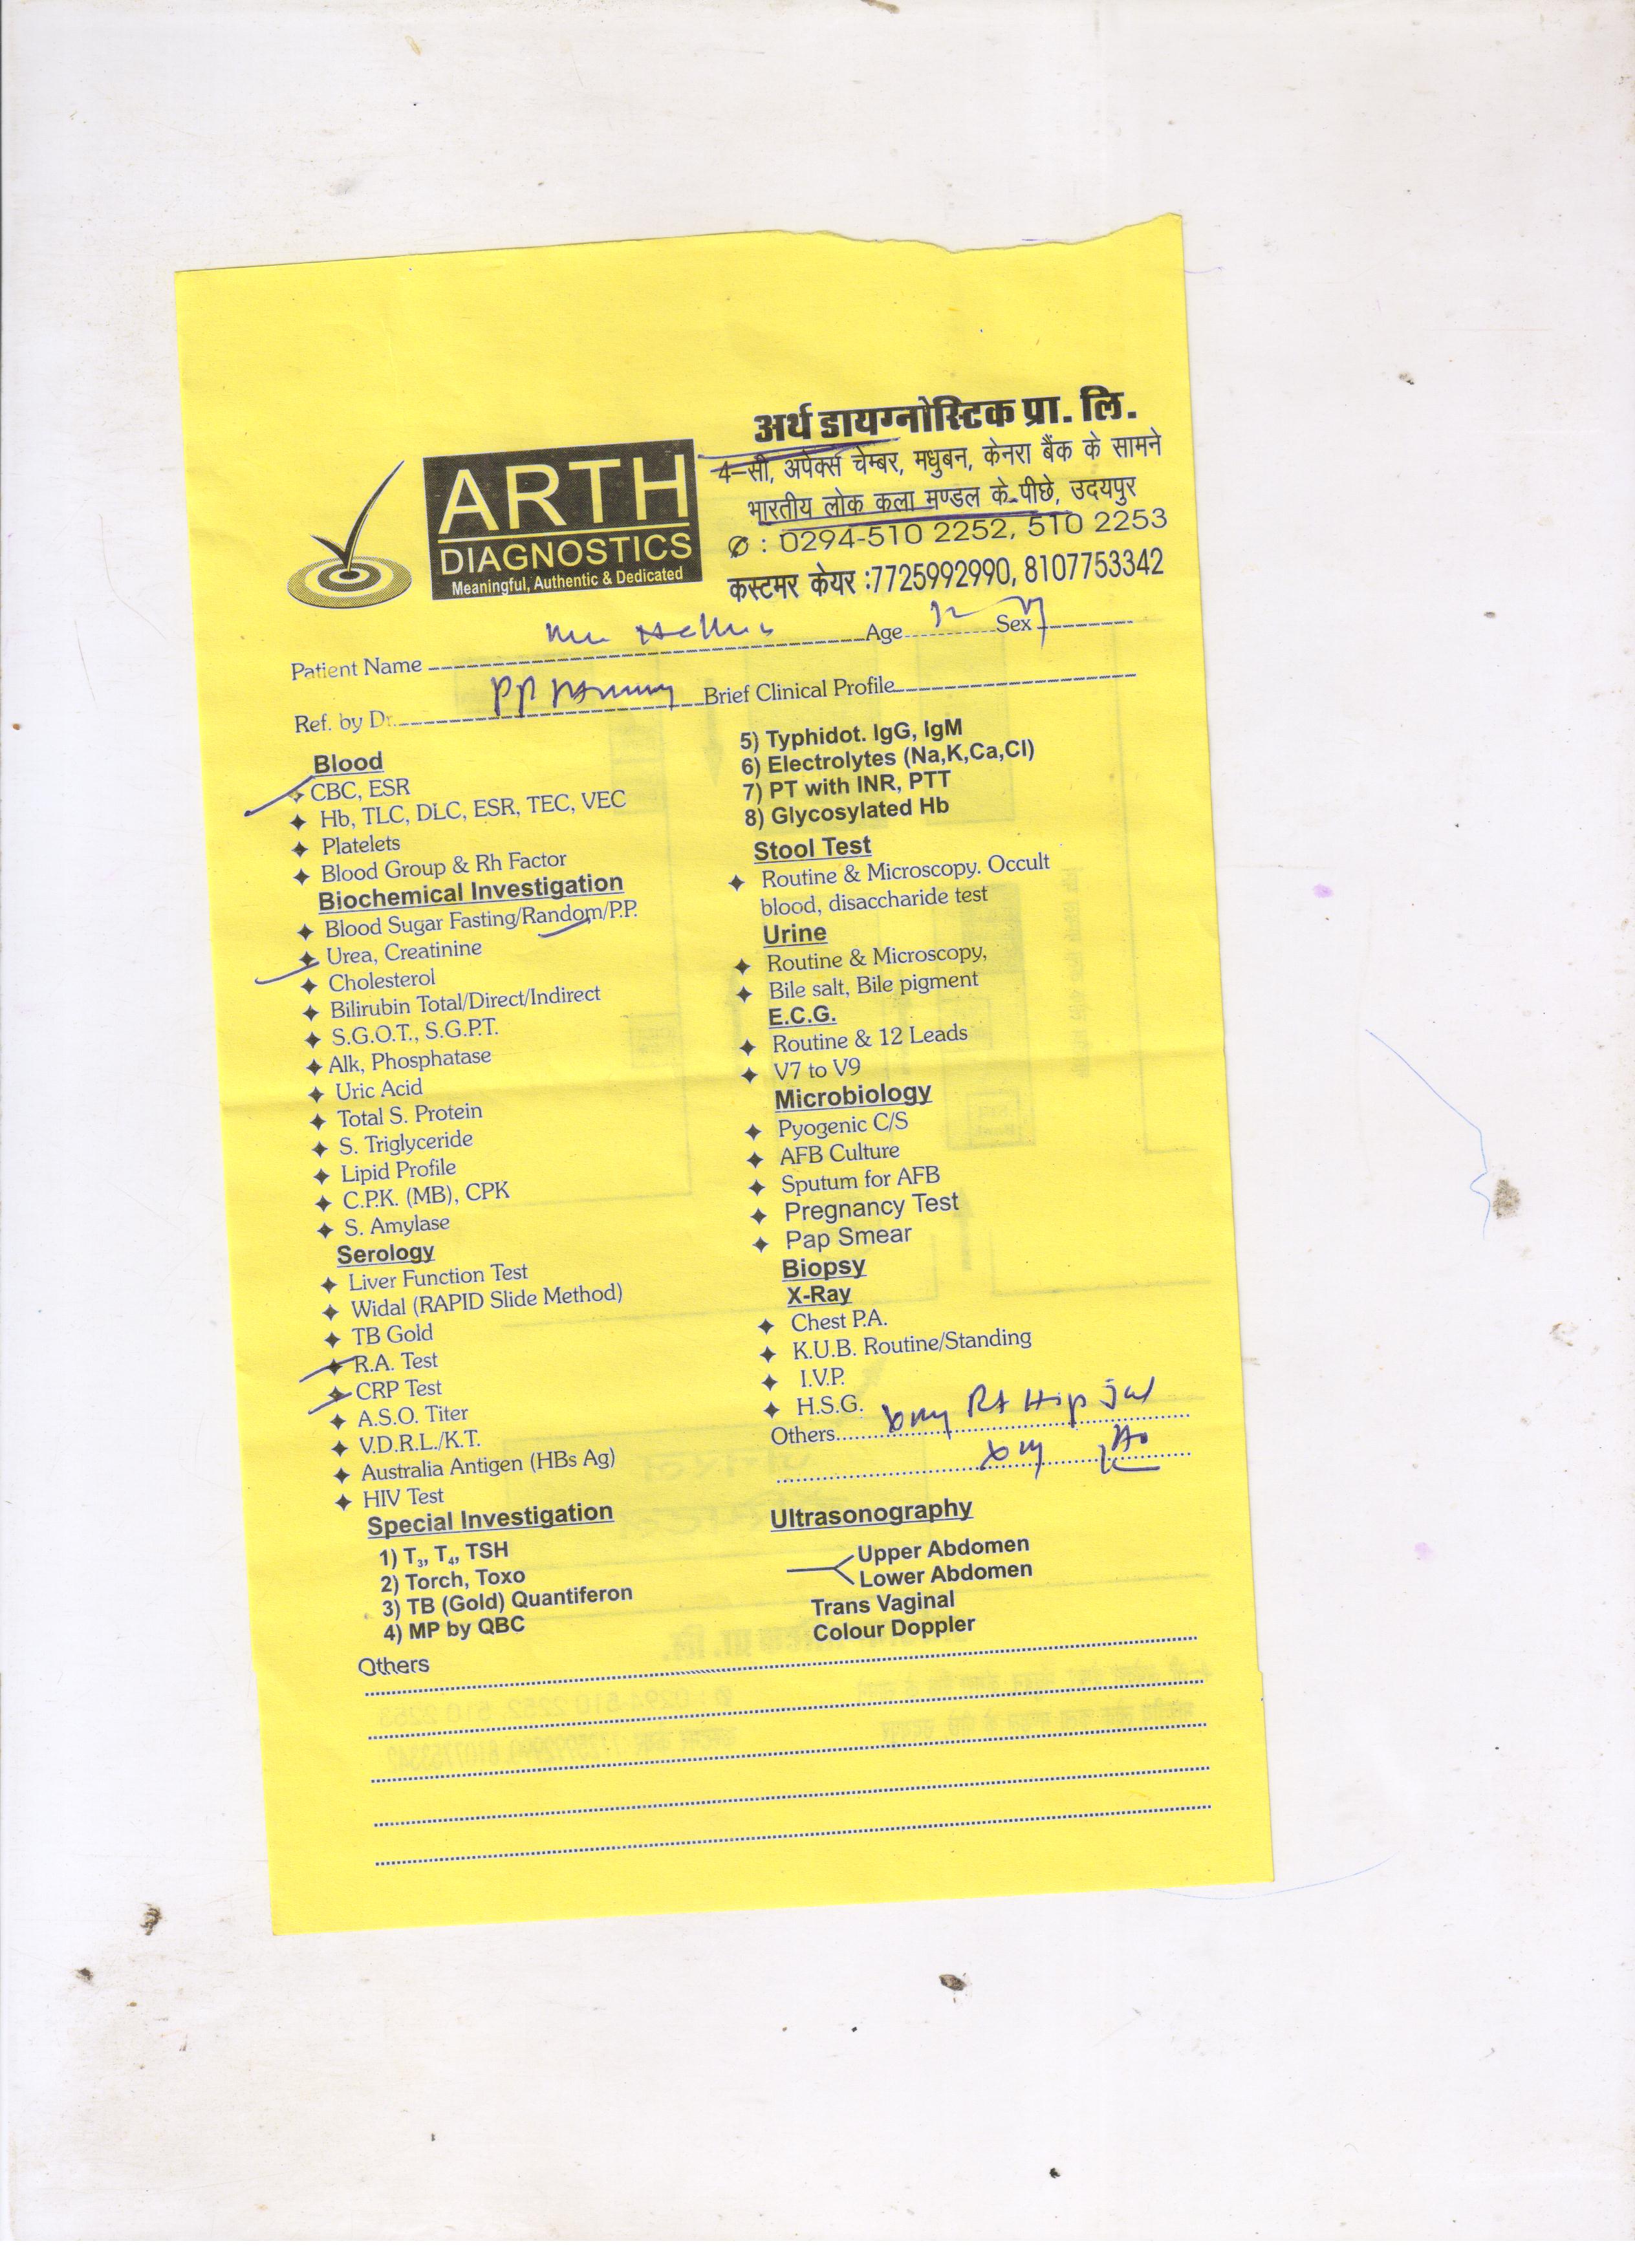 अर्थ डायग्नोस्टिक प्रा. लि.
4-सी, अपेक्स चेम्बर, मधुबन, केनरा बैंक के सामने
भारतीय लोक कला मण्डल के पीछे, उदयपुर
✆ : 0294-510 2252, 510 2253
कस्टमर केयर :7725992990, 8107753342
ARTH
DIAGNOSTICS
Meaningful, Authentic & Dedicated
Patient Name Age Sex
Ref. by Dr. Brief Clinical Profile
Blood
CBC, ESR
Hb, TLC, DLC, ESR, TEC, VEC
Platelets
Blood Group & Rh Factor
Biochemical Investigation
Blood Sugar Fasting/Random/P.P.
Urea, Creatinine
Cholesterol
Bilirubin Total/Direct/Indirect
S.G.O.T., S.G.P.T.
Alk, Phosphatase
Uric Acid
Total S. Protein
S. Triglyceride
Lipid Profile
C.P.K. (MB), CPK
S. Amylase
Serology
Liver Function Test
Widal (RAPID Slide Method)
TB Gold
R.A. Test
CRP Test
A.S.O. Titer
V.D.R.L./K.T.
Australia Antigen (HBs Ag)
HIV Test
Special Investigation
1) T3, T4, TSH
2) Torch, Toxo
3) TB (Gold) Quantiferon
4) MP by QBC
5) Typhidot. IgG, IgM
6) Electrolytes (Na,K,Ca,Cl)
7) PT with INR, PTT
8) Glycosylated Hb
Stool Test
Routine & Microscopy. Occult
blood, disaccharide test
Urine
Routine & Microscopy,
Bile salt, Bile pigment
E.C.G.
Routine & 12 Leads
V7 to V9
Microbiology
Pyogenic C/S
AFB Culture
Sputum for AFB
Pregnancy Test
Pap Smear
Biopsy
X-Ray
Chest P.A.
K.U.B. Routine/Standing
I.V.P.
H.S.G.
Others Rt Hip
Ultrasonography
Upper Abdomen
Lower Abdomen
Trans Vaginal
Colour Doppler
Others